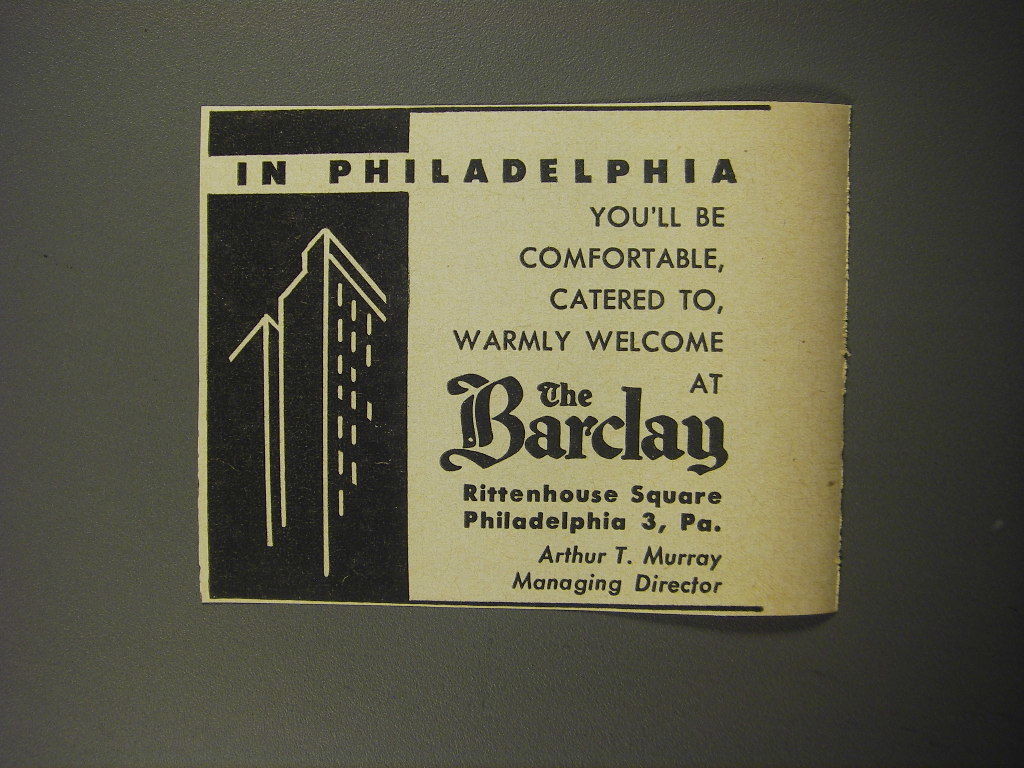 IN PHILADELPHIA
YOU'LL BE
COMFORTABLE,
CATERED TO,
WARMLY WELCOME
AT
The
Barclay
Rittenhouse Square
Philadelphia 3, Pa.
Arthur T. Murray
Managing Director